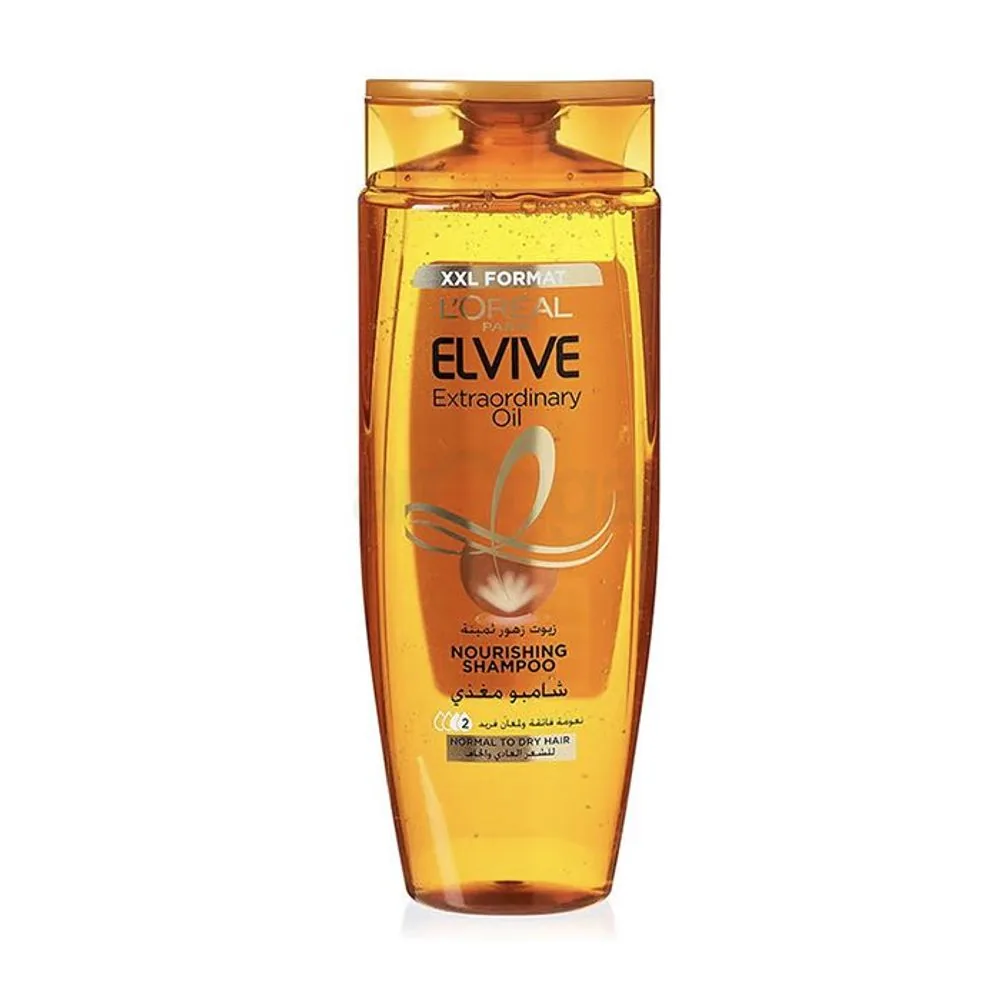 XXL FORMAT
L'ORÉAL
PARIS
ELVIVE
Extraordinary
Oil
زيوت زهور ثمينة
NOURISHING
SHAMPOO
شامبو مغذي
2 نعومة فائقة ولمعان فريد
NORMAL TO DRY HAIR
للشعر العادي والجاف